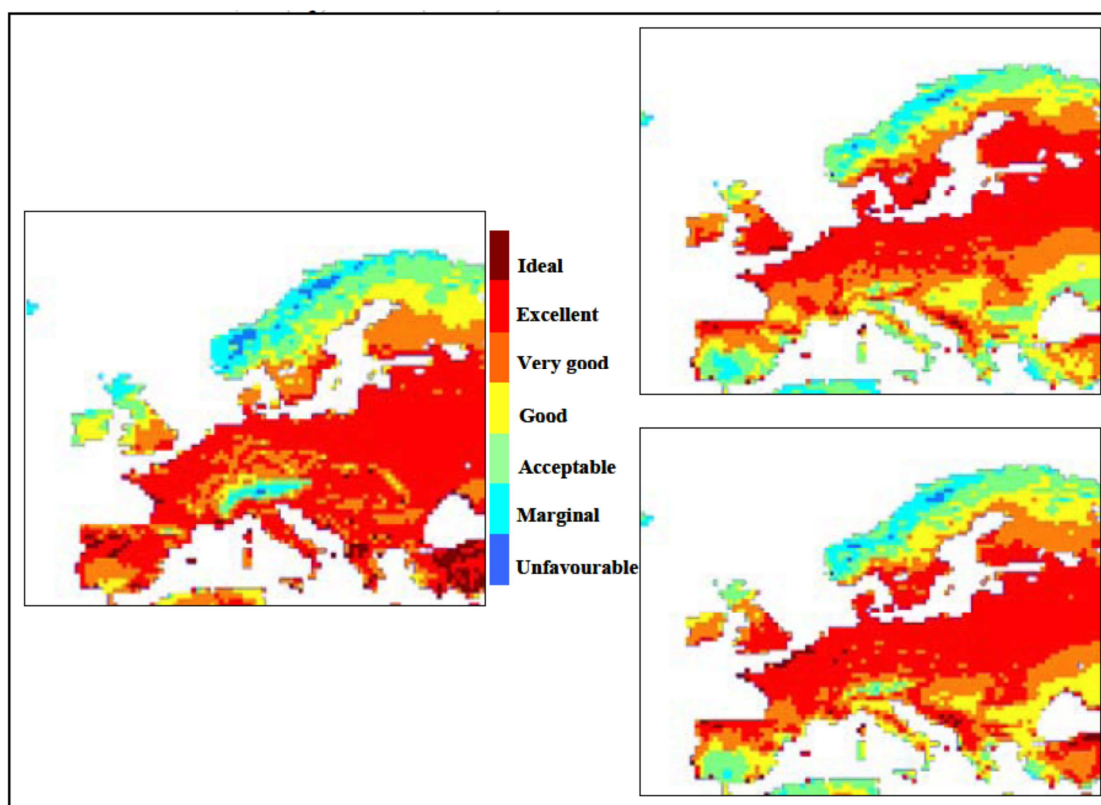 Ideal
Excellent
Very good
Good
Acceptable
Marginal
Unfavourable